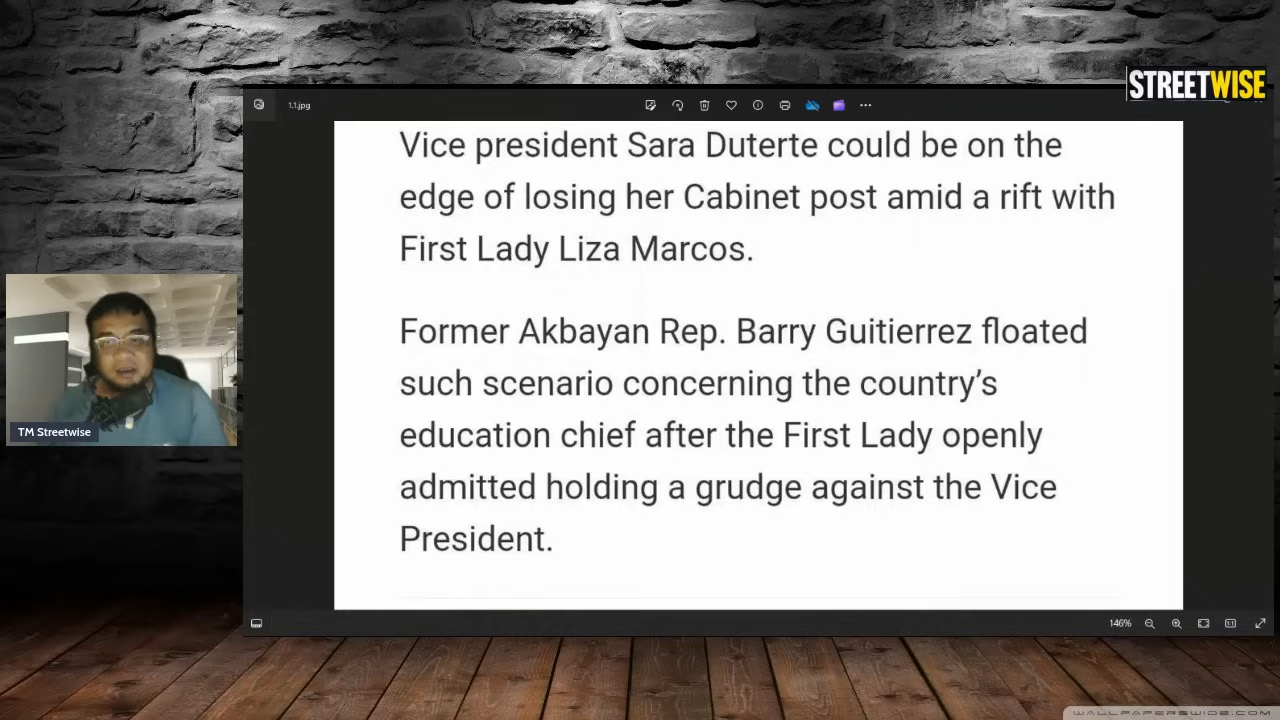 STREETWISE
1.1.jpg
Vice president Sara Duterte could be on the
edge of losing her Cabinet post amid a rift with
First Lady Liza Marcos.
Former Akbayan Rep. Barry Guitierrez floated
such scenario concerning the country’s
education chief after the First Lady openly
admitted holding a grudge against the Vice
President.
TM Streetwise
146%
WALLPAPERSWIDE.COM